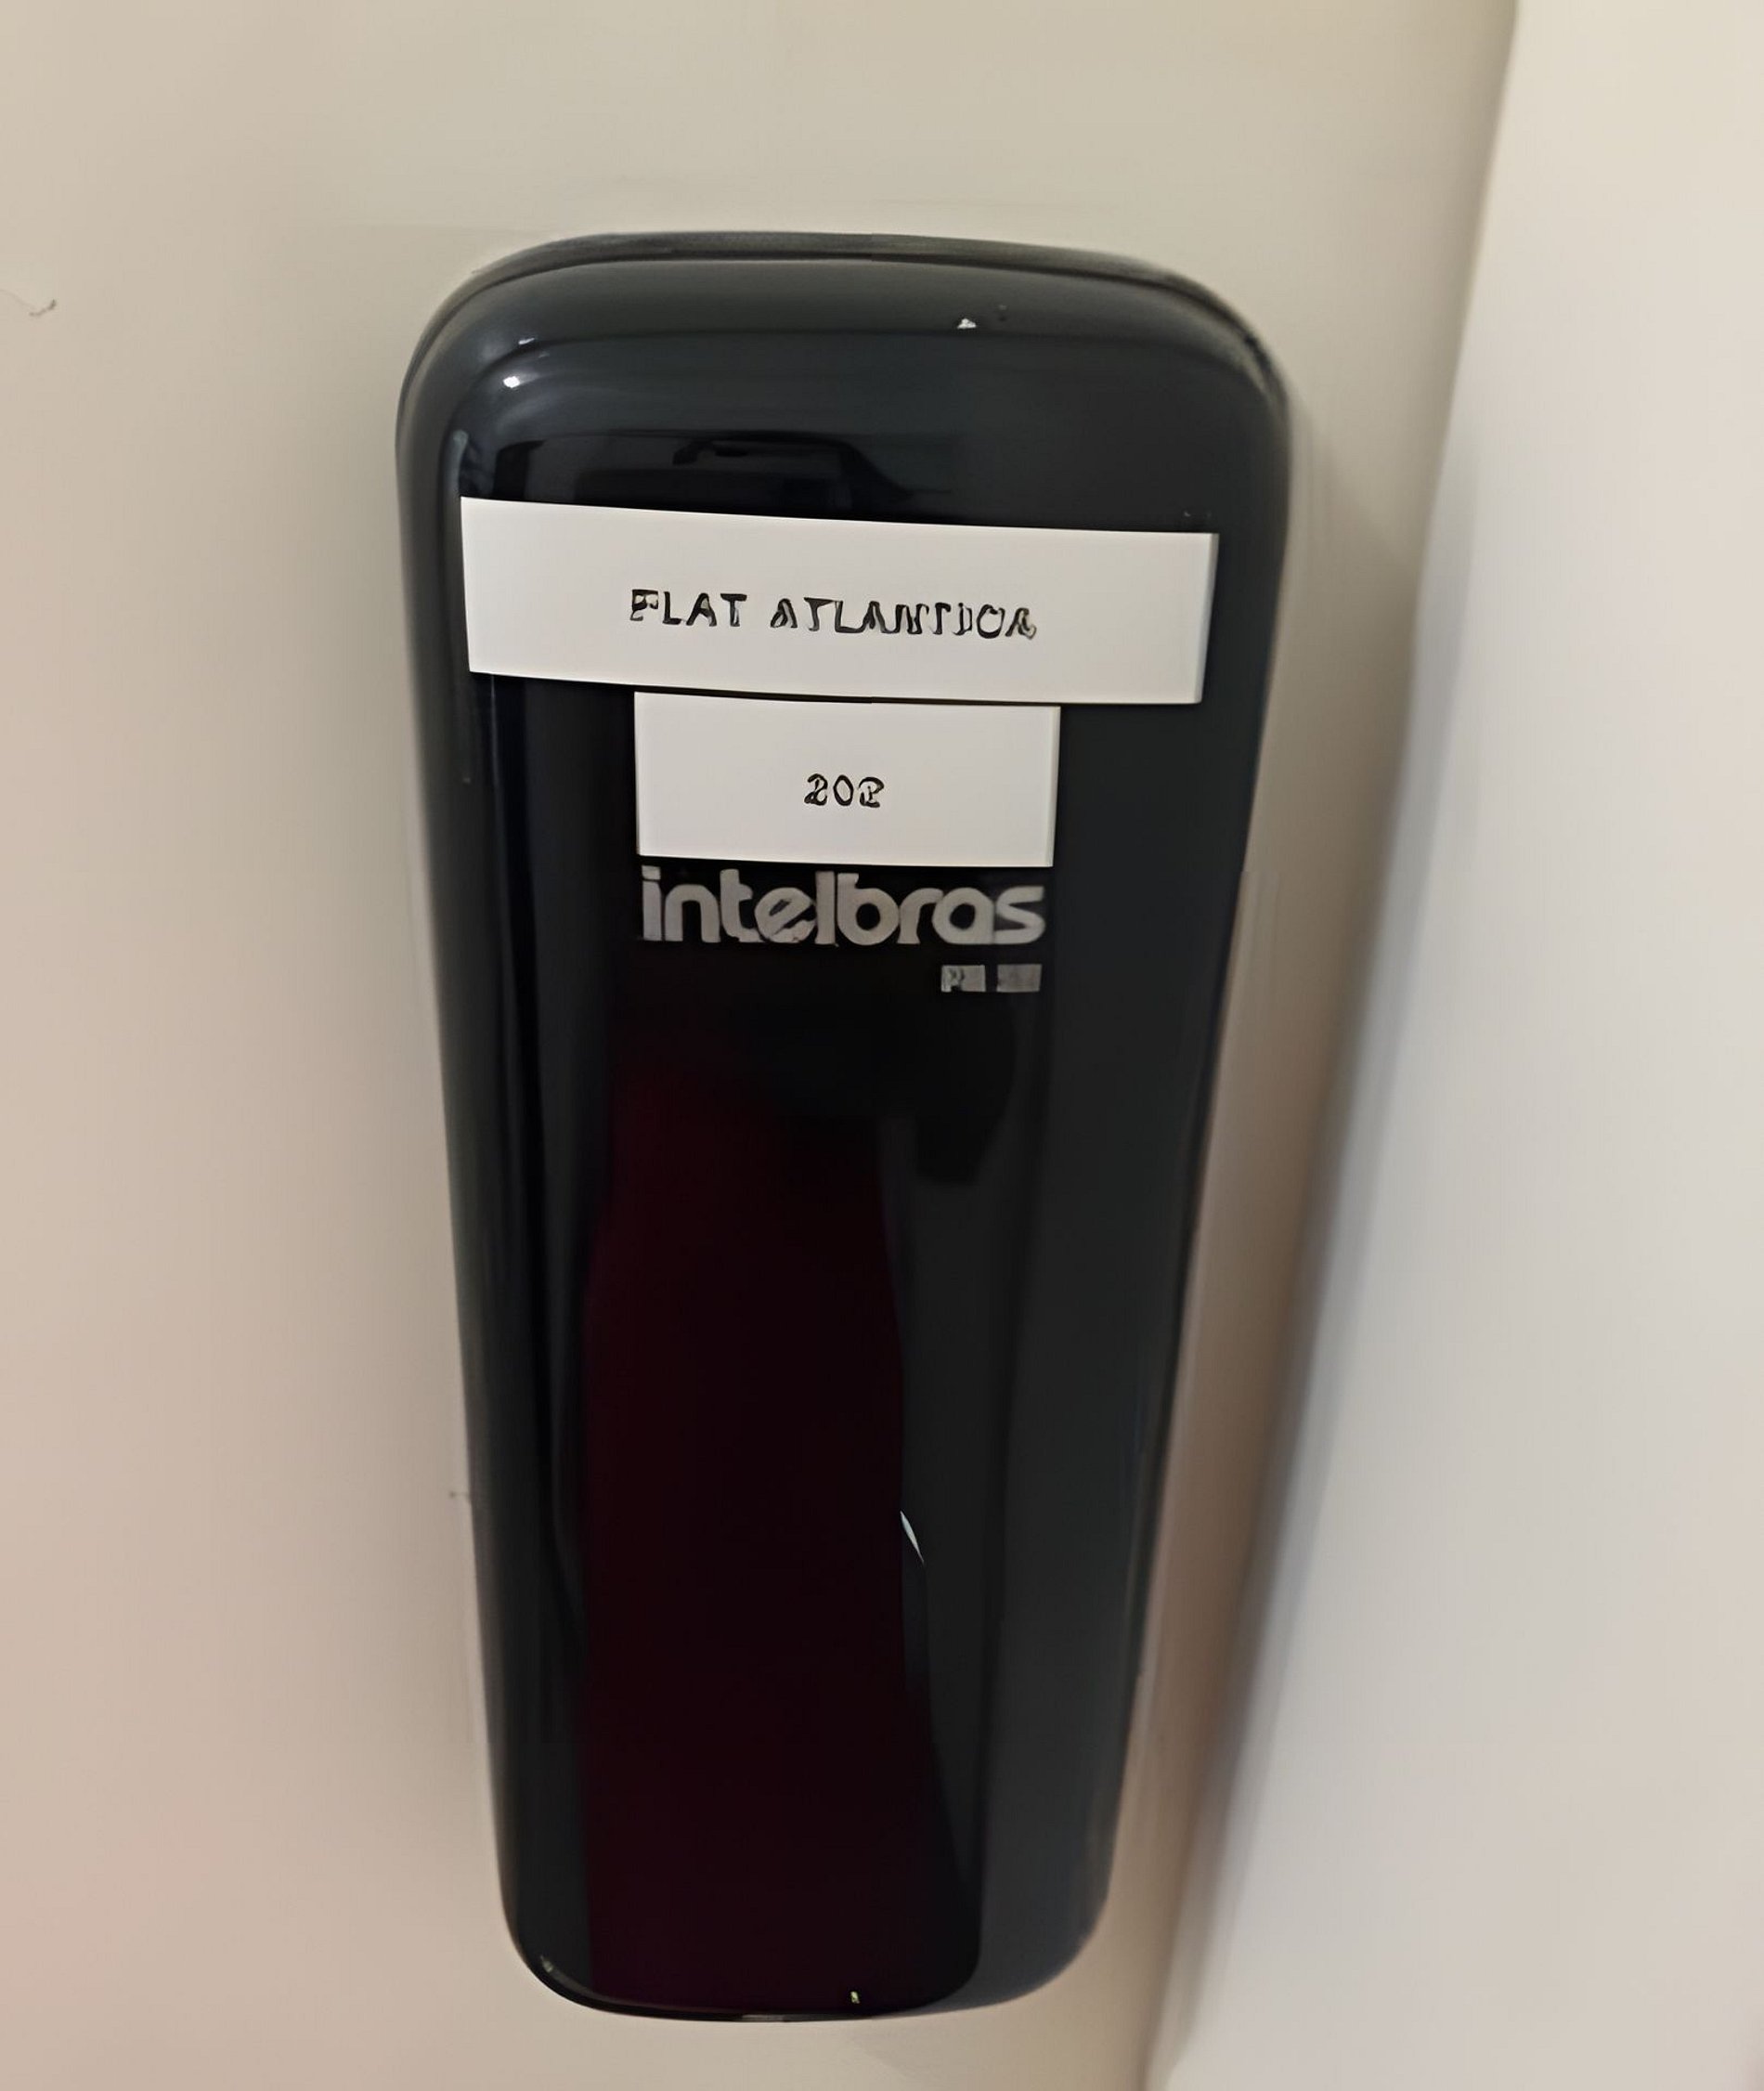 FLAT ATLANTICA
202
intelbras